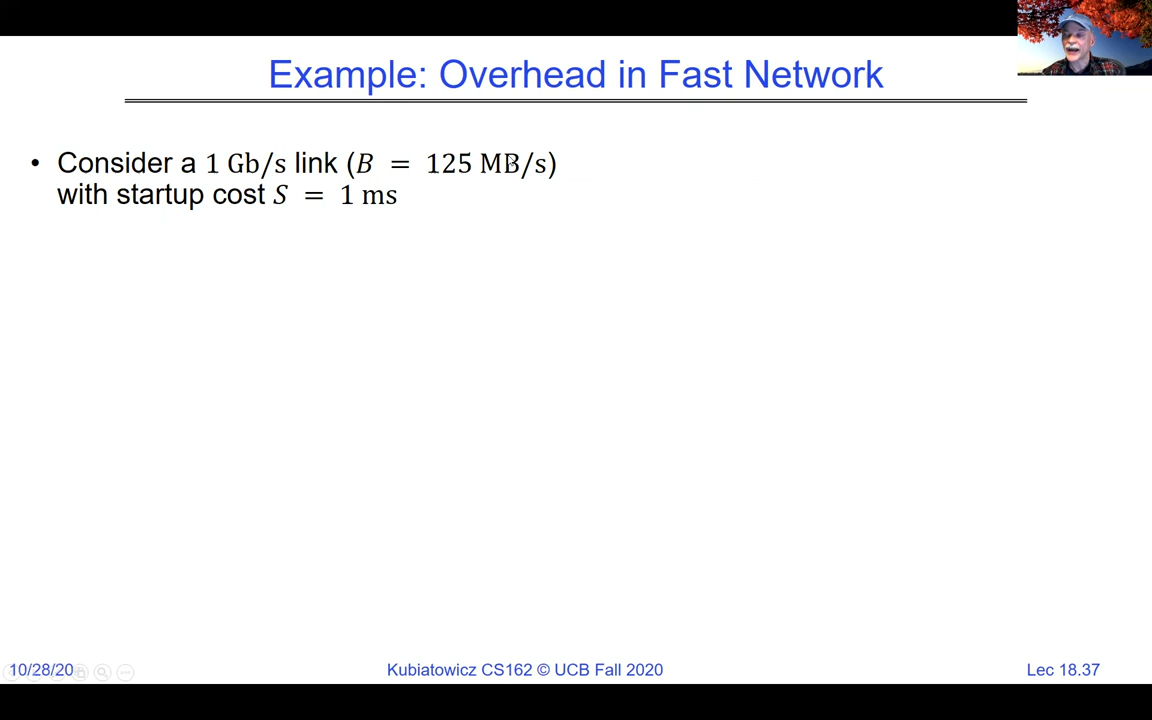 Example: Overhead in Fast Network
• Consider a 1 Gb/s link (B = 125 MB/s)
with startup cost S = 1 ms
10/28/20
Kubiatowicz CS162 © UCB Fall 2020
Lec 18.37